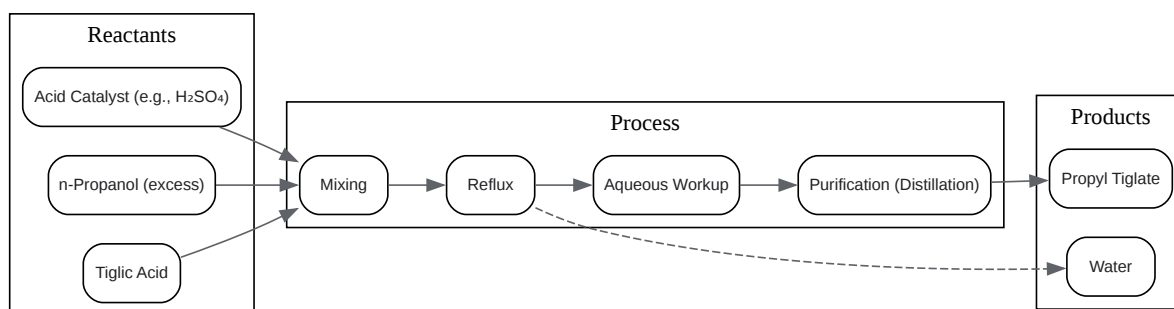 Reactants
Acid Catalyst (e.g., H₂SO₄)
n-Propanol (excess)
Tiglic Acid
Process
Mixing
Reflux
Aqueous Workup
Purification (Distillation)
Products
Propyl Tiglate
Water